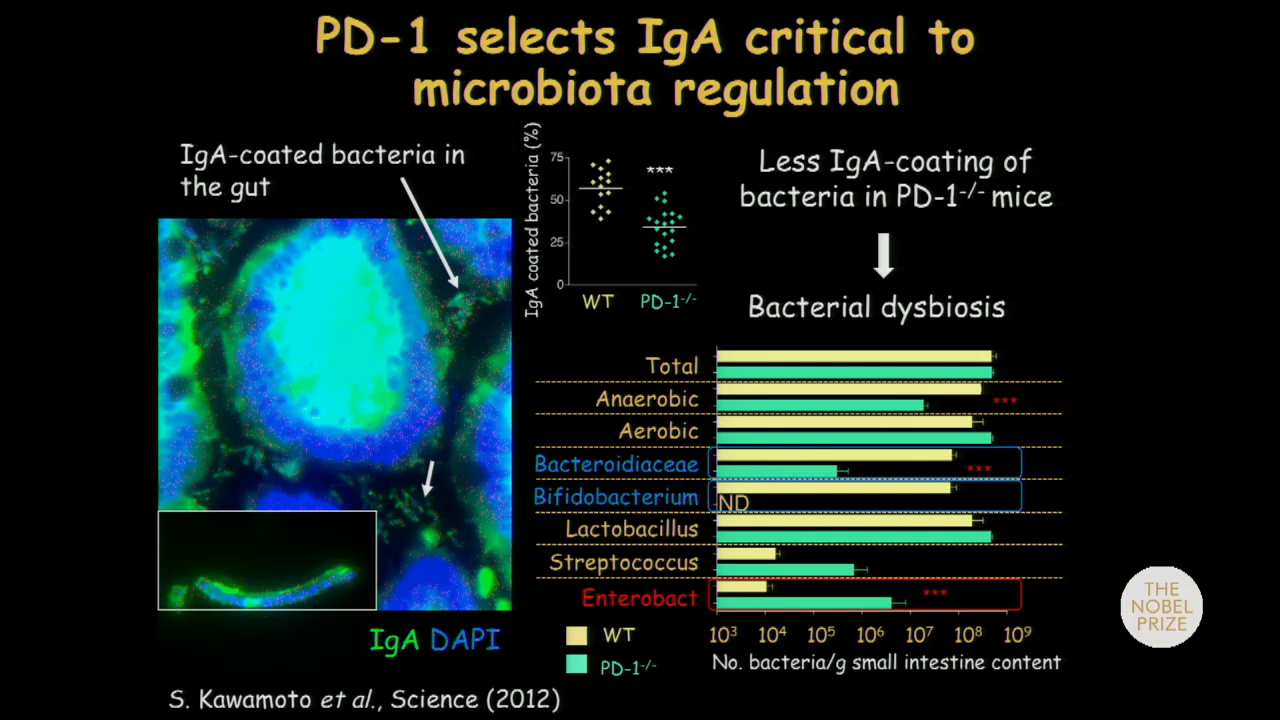 PD-1 selects IgA critical to
microbiota regulation
IgA-coated bacteria in
the gut
IgA coated bacteria (%)
75
50
25
0
***
WT
PD-1-/-
Less IgA-coating of
bacteria in PD-1-/- mice
Bacterial dysbiosis
Total
Anaerobic
***
Aerobic
Bacteroidiaceae
***
Bifidobacterium
ND
Lactobacillus
Streptococcus
Enterobact
***
10³ 10⁴ 10⁵ 10⁶ 10⁷ 10⁸ 10⁹
No. bacteria/g small intestine content
WT
PD-1-/-
IgA DAPI
S. Kawamoto et al., Science (2012)
THE
NOBEL
PRIZE